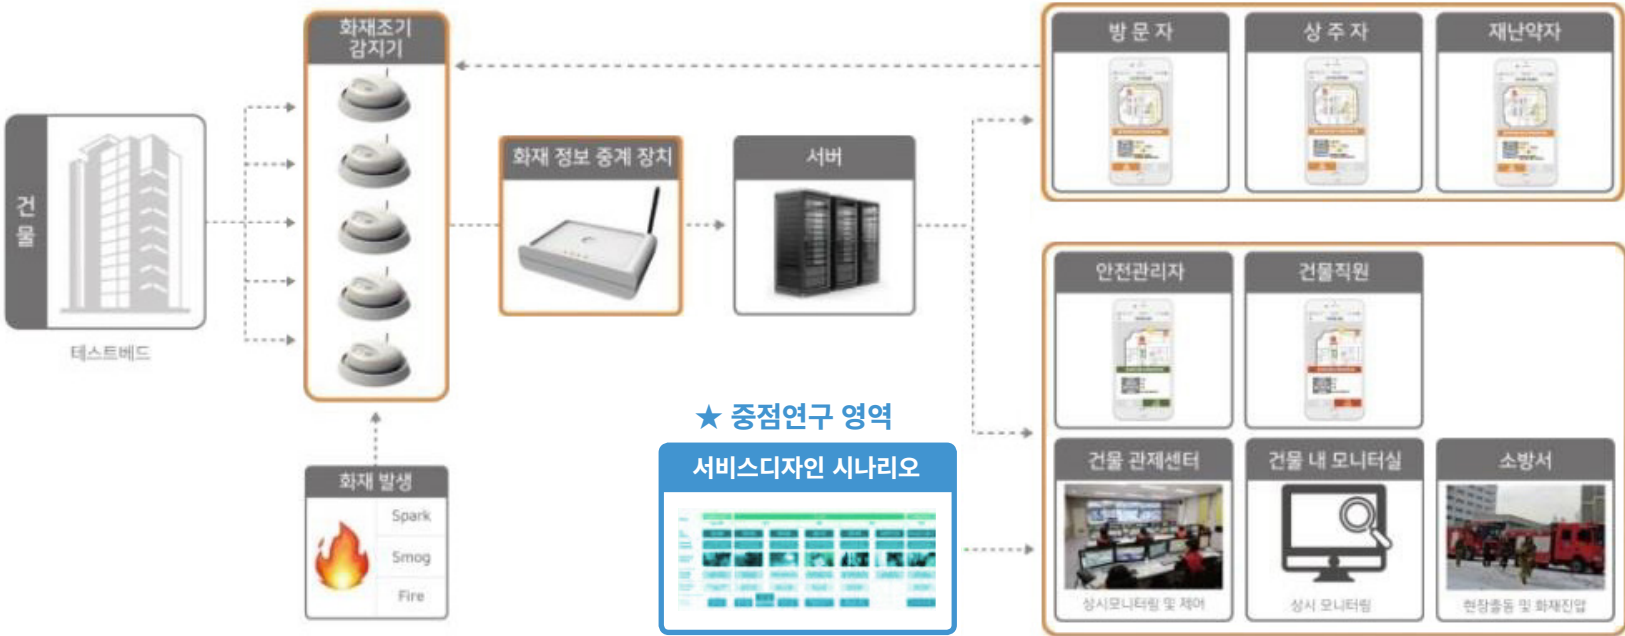 건물
테스트베드
화재조기
감지기
화재 발생
Spark
Smog
Fire
화재 정보 중계 장치
서버
★ 중점연구 영역
서비스디자인 시나리오
방 문 자
상 주 자
재난약자
안전관리자
건물직원
건물 관제센터
상시모니터링 및 제어
건물 내 모니터실
상시 모니터링
소방서
현장출동 및 화재진압